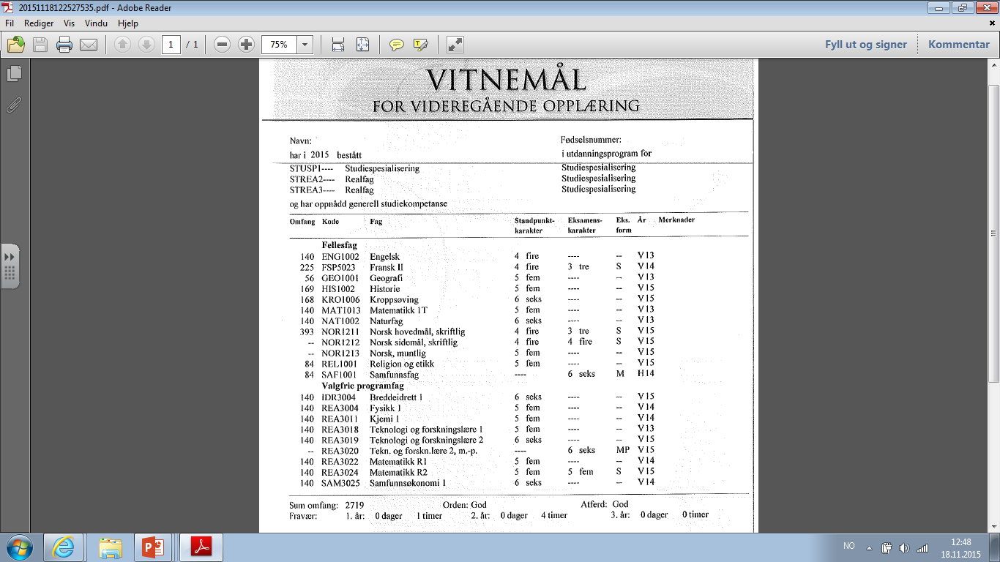 20151118122527535.pdf - Adobe Reader
Fil Rediger Vis Vindu Hjelp
1 / 1 75% Fyll ut og signer Kommentar
VITNEMÅL
FOR VIDEREGÅENDE OPPLÆRING
Navn: Fødselsnummer:
har i 2015 bestått i utdanningsprogram for
STUSP1---- Studiespesialisering Studiespesialisering
STREA2---- Realfag Studiespesialisering
STREA3---- Realfag Studiespesialisering
og har oppnådd generell studiekompetanse
Omfang Kode Fag Standpunkt- Eksamens- Eks. År Merknader
karakter karakter form
Fellesfag
140 ENG1002 Engelsk 4 fire ---- -- V13
225 FSP5023 Fransk II 4 fire 3 tre S V14
56 GEO1001 Geografi 5 fem ---- -- V13
169 HIS1002 Historie 5 fem ---- -- V15
168 KRO1006 Kroppsøving 6 seks ---- -- V15
140 MAT1013 Matematikk 1T 5 fem ---- -- V13
140 NAT1002 Naturfag 6 seks ---- -- V13
393 NOR1211 Norsk hovedmål, skriftlig 4 fire 3 tre S V15
-- NOR1212 Norsk sidemål, skriftlig 4 fire 4 fire S V15
-- NOR1213 Norsk, muntlig 5 fem ---- -- V15
84 REL1001 Religion og etikk 5 fem ---- -- V15
84 SAF1001 Samfunnsfag ---- 6 seks M H14
Valgfrie programfag
140 IDR3004 Breddeidrett 1 6 seks ---- -- V15
140 REA3004 Fysikk 1 5 fem ---- -- V14
140 REA3011 Kjemi 1 5 fem ---- -- V14
140 REA3018 Teknologi og forskningslære 1 5 fem ---- -- V13
140 REA3019 Teknologi og forskningslære 2 6 seks ---- -- V15
-- REA3020 Tekn. og forskn.lære 2, m.-p. ---- 6 seks MP V15
140 REA3022 Matematikk R1 5 fem ---- -- V14
140 REA3024 Matematikk R2 5 fem 5 fem S V15
140 SAM3025 Samfunnsøkonomi 1 6 seks ---- -- V14
Sum omfang: 2719 Orden: God Atferd: God
Fravær: 1. år: 0 dager 1 timer 2. år: 0 dager 4 timer 3. år: 0 dager 0 timer
NO 12:48
18.11.2015